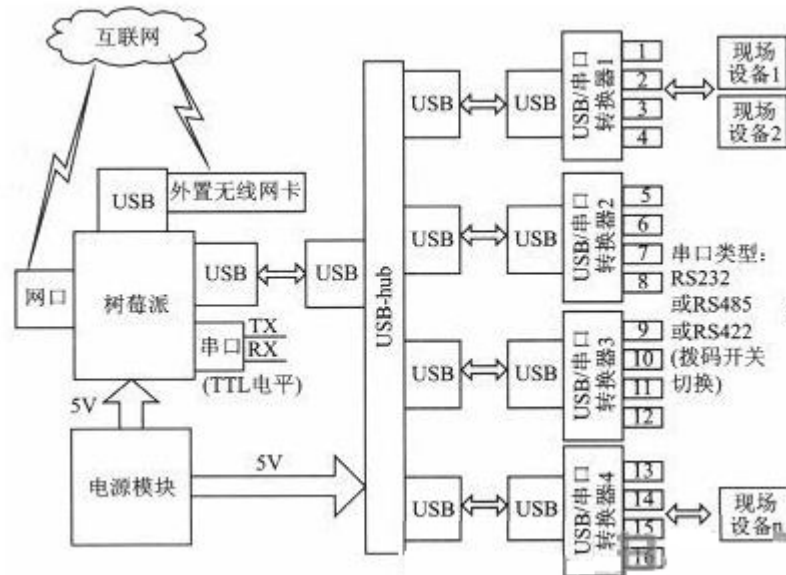 互联网
USB
外置无线网卡
网口
树莓派
USB
串口
TX
RX
(TTL电平)
5V
电源模块
5V
USB
USB-hub
USB
USB
USB/串口
转换器1
1
2
3
4
现场
设备1
现场
设备2
USB
USB
USB/串口
转换器2
5
6
7
8
串口类型:
RS232
或RS485
或RS422
(拨码开关
切换)
USB
USB
USB/串口
转换器3
9
10
11
12
USB
USB
USB/串口
转换器4
13
14
15
16
现场
设备n